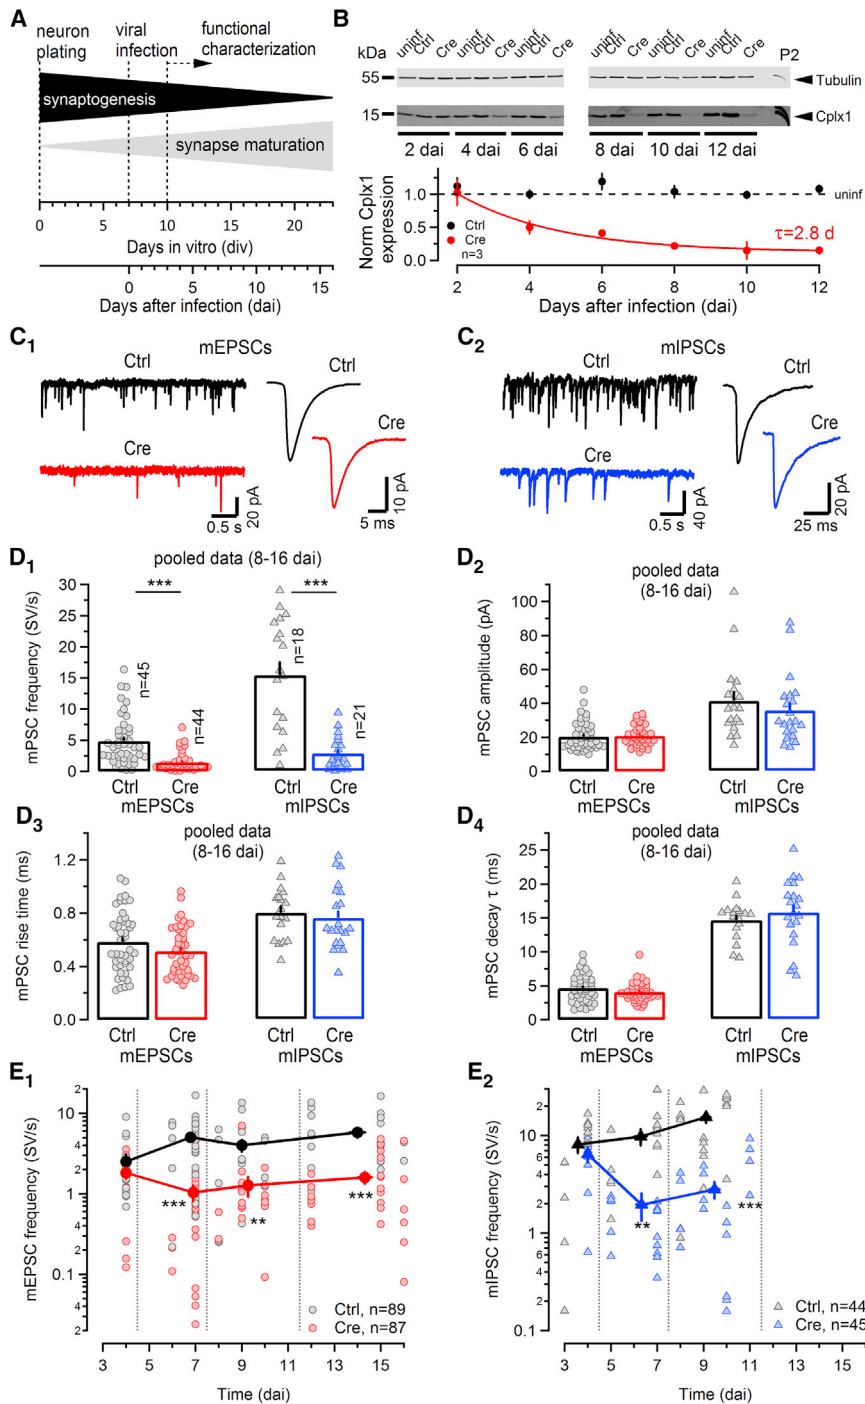 A
neuron plating
viral infection
functional characterization
synaptogenesis
synapse maturation
0 5 10 15 20
Days in vitro (div)
0 5 10 15
Days after infection (dai)
B
kDa
uninf Ctrl Cre uninf Ctrl Cre uninf Ctrl Cre uninf Ctrl Cre uninf Ctrl Cre uninf Ctrl Cre P2
55
Tubulin
15
Cplx1
2 dai 4 dai 6 dai 8 dai 10 dai 12 dai
Norm Cplx1 expression
1.0
0.5
0.0
uninf
Ctrl
Cre
n=3
τ=2.8 d
2 4 6 8 10 12
Days after infection (dai)
C1
mEPSCs
Ctrl
Ctrl
Cre
Cre
0.5 s
20 pA
5 ms
10 pA
C2
mIPSCs
Ctrl
Ctrl
Cre
Cre
0.5 s
40 pA
25 ms
20 pA
D1
pooled data (8-16 dai)
mPSC frequency (SV/s)
30
25
20
15
10
5
0
*** ***
n=45
n=44
n=18
n=21
Ctrl Cre Ctrl Cre
mEPSCs mIPSCs
D2
pooled data
(8-16 dai)
mPSC amplitude (pA)
100
80
60
40
20
0
Ctrl Cre Ctrl Cre
mEPSCs mIPSCs
D3
pooled data
(8-16 dai)
mPSC rise time (ms)
1.2
0.8
0.4
0.0
Ctrl Cre Ctrl Cre
mEPSCs mIPSCs
D4
pooled data
(8-16 dai)
mPSC decay τ (ms)
25
20
15
10
5
0
Ctrl Cre Ctrl Cre
mEPSCs mIPSCs
E1
mEPSC frequency (SV/s)
2
10
6
4
2
1
6
4
2
0.1
6
4
2
***
**
***
Ctrl, n=89
Cre, n=87
3 5 7 9 11 13 15
Time (dai)
E2
mIPSC frequency (SV/s)
2
10
6
4
2
1
6
4
2
0.1
**
***
Ctrl, n=44
Cre, n=45
3 5 7 9 11 13 15
Time (dai)